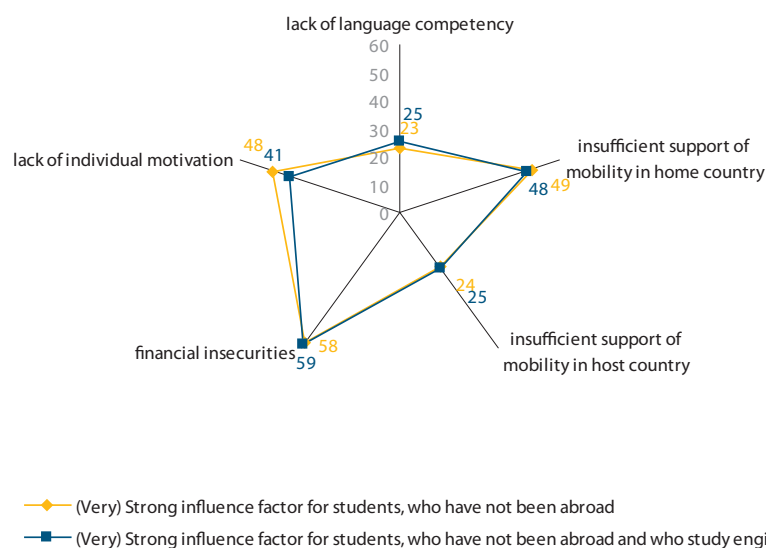 lack of language competency
60
50
40
30
20
10
0
25
23
insufficient support of
mobility in home country
48 49
24
25
insufficient support of
mobility in host country
financial insecurities
58
59
lack of individual motivation
48
41
(Very) Strong influence factor for students, who have not been abroad
(Very) Strong influence factor for students, who have not been abroad and who study engi